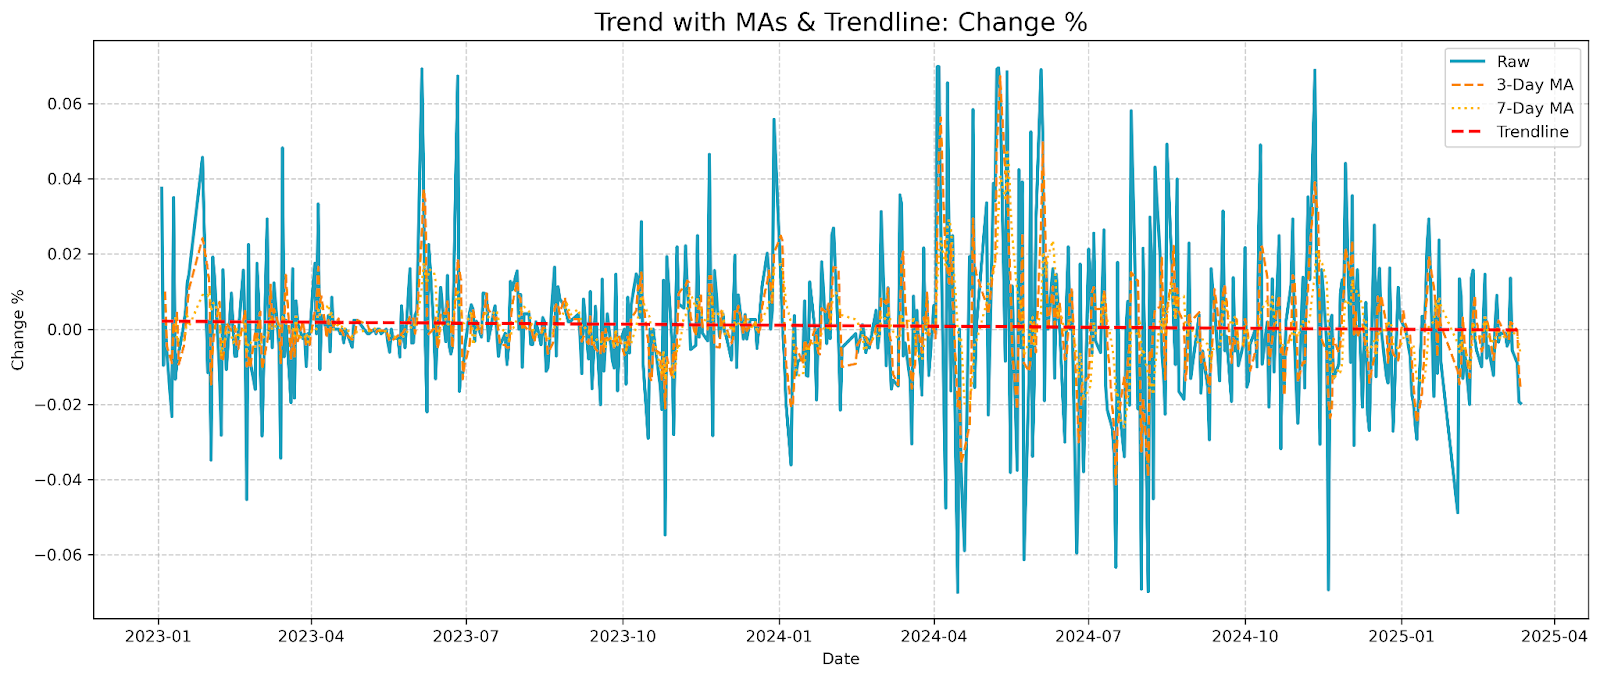 Trend with MAs & Trendline: Change %
Raw
3-Day MA
7-Day MA
Trendline
Change %
0.06
0.04
0.02
0.00
−0.02
−0.04
−0.06
2023-01
2023-04
2023-07
2023-10
2024-01
2024-04
2024-07
2024-10
2025-01
2025-04
Date